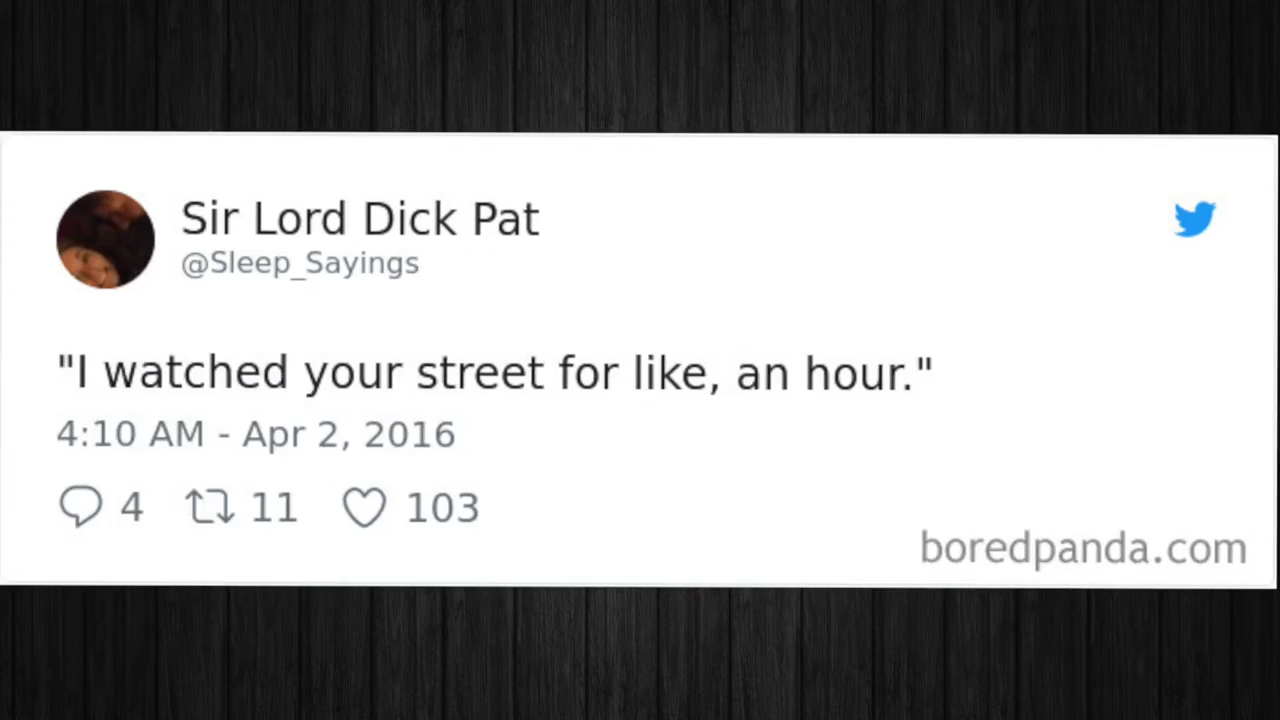 Sir Lord Dick Pat
@Sleep_Sayings
"I watched your street for like, an hour."
4:10 AM - Apr 2, 2016
4 11 103
boredpanda.com